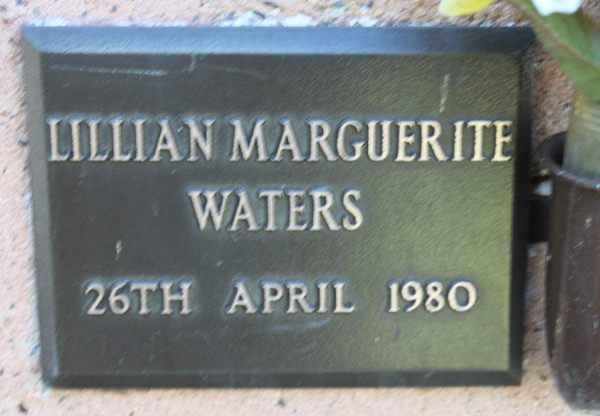 LILLIAN MARGUERITE
WATERS
26TH APRIL 1980